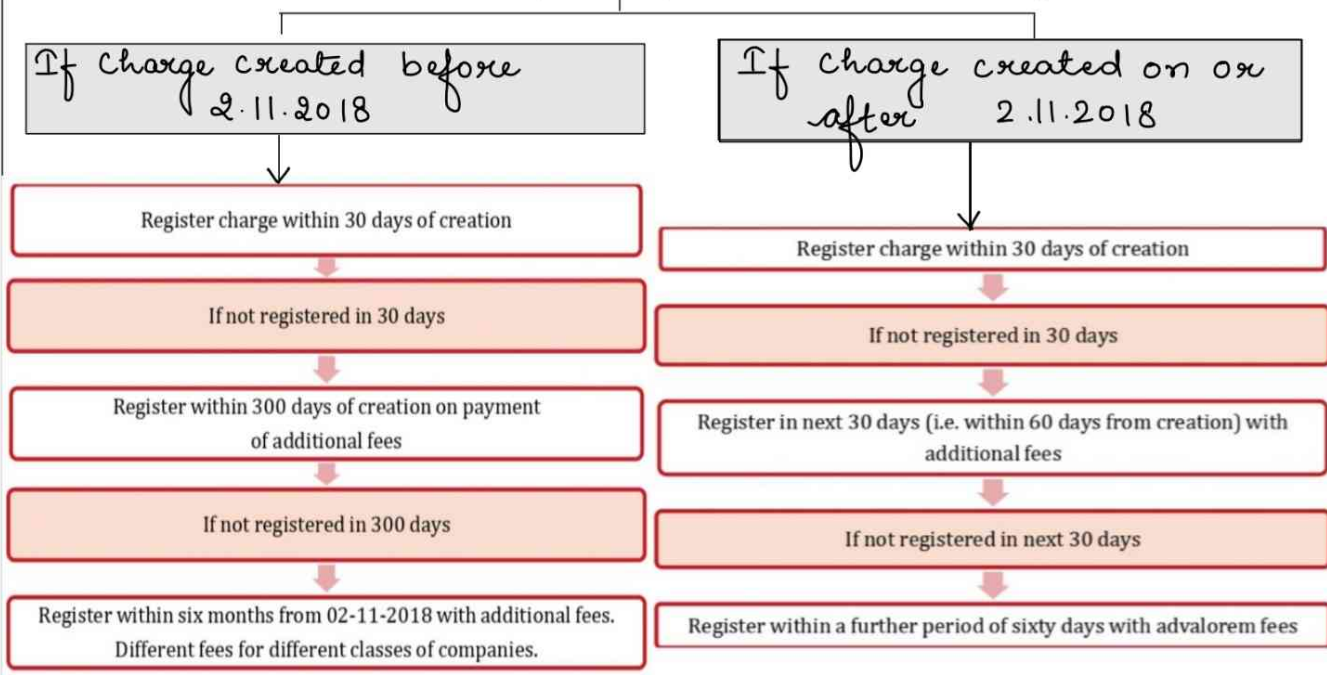 If charge created before
2.11.2018
Register charge within 30 days of creation
If not registered in 30 days
Register within 300 days of creation on payment
of additional fees
If not registered in 300 days
Register within six months from 02-11-2018 with additional fees.
Different fees for different classes of companies.
If charge created on or
after 2.11.2018
Register charge within 30 days of creation
If not registered in 30 days
Register in next 30 days (i.e. within 60 days from creation) with
additional fees
If not registered in next 30 days
Register within a further period of sixty days with advalorem fees